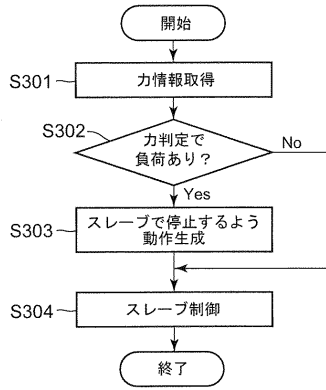 開始
S301
力情報取得
S302
力判定で
負荷あり？
No
Yes
S303
スレーブで停止するよう
動作生成
S304
スレーブ制御
終了